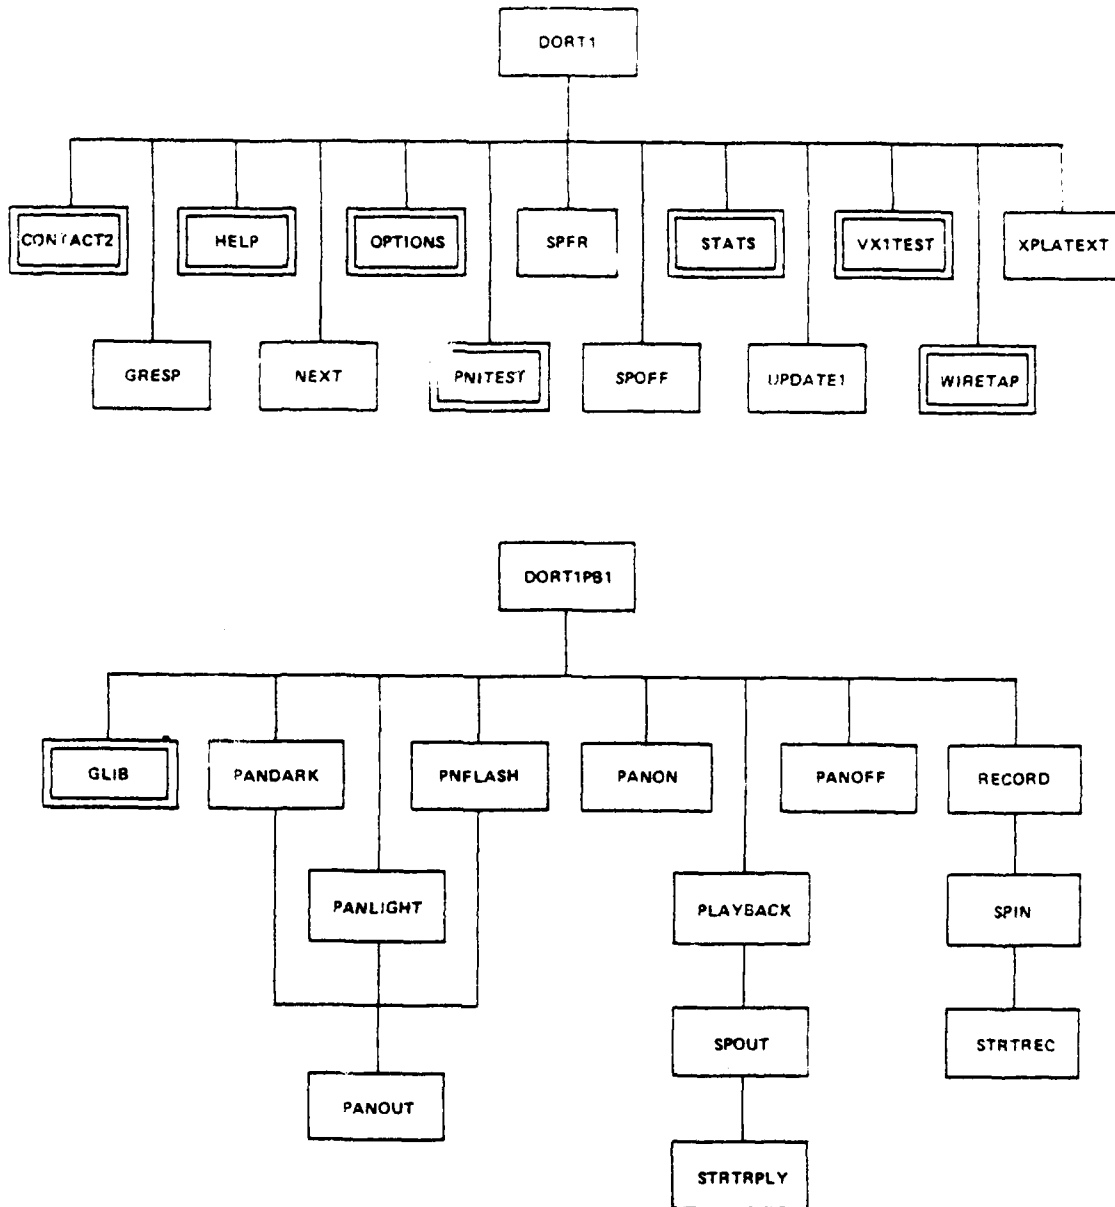 DORT1
CONTACT2
HELP
OPTIONS
SPFR
STATS
VX1TEST
XPLATEXT
GRESP
NEXT
PNITEST
SPOFF
UPDATE1
WIRETAP
DORT1PB1
GLIB
PANDARK
PNFLASH
PANON
PANOFF
RECORD
PANLIGHT
PLAYBACK
SPIN
SPOUT
STRTREC
PANOUT
STRTRPLY